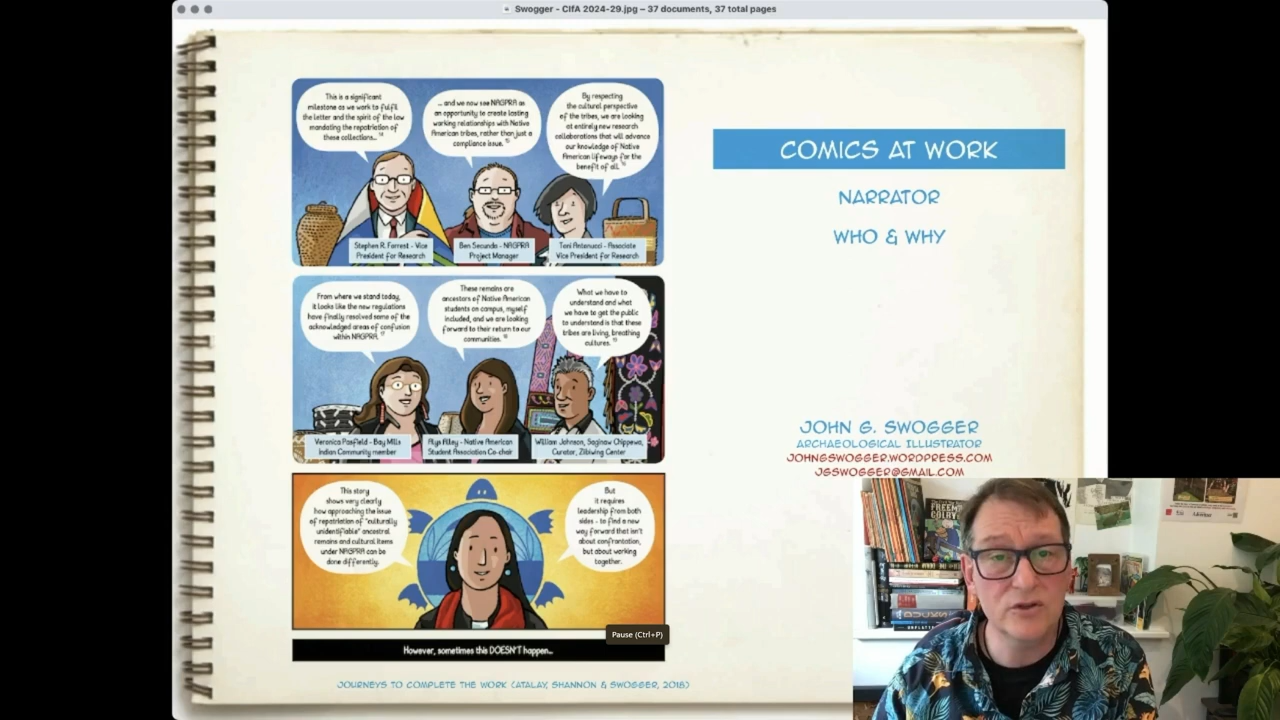 Swogger - CIfA 2024-29.jpg – 37 documents, 37 total pages
This is a significant
milestone as we work to fulfil
the letter and the spirit of the law
mandating the repatriation of
these collections...
... and we now see NAGPRA as
an opportunity to create lasting
working relationships with Native
American tribes, rather than just a
compliance issue.
By respecting
the cultural perspective
of the tribes, we are looking
at entirely new research
collaborations that will advance
our knowledge of Native
American lifeways for the
benefit of all.
Stephen R. Forrest - Vice
President for Research
Ben Secunda - NAGPRA
Project Manager
Toni Antonucci - Associate
Vice President for Research
From where we stand today,
it looks like the new regulations
have finally resolved some of the
acknowledged areas of confusion
within NAGPRA.
These remains are
ancestors of Native American
students on campus, myself
included, and we are looking
forward to their return to our
communities.
What we have to
understand and what
we have to get the public
to understand is that these
tribes are living, breathing
cultures.
Veronica Pasfield - Bay Mills
Indian Community member
Alys Alley - Native American
Student Association Co-chair
William Johnson, Saginaw Chippewa,
Curator, Ziibiwing Center
This story
shows very clearly
how approaching the issue
of repatriation of "culturally
unidentifiable" ancestral
remains and cultural items
under NAGPRA can be
done differently.
But
it requires
leadership from both
sides - to find a new
way forward that isn't
about confrontation,
but about working
together.
Pause (Ctrl+P)
However, sometimes this DOESN'T happen...
JOURNEYS TO COMPLETE THE WORK (ATALAY, SHANNON & SWOGGER, 2018)
COMICS AT WORK
NARRATOR
WHO & WHY
JOHN G. SWOGGER
ARCHAEOLOGICAL ILLUSTRATOR
JOHNGSWOGGER.WORDPRESS.COM
JGSWOGGER@GMAIL.COM